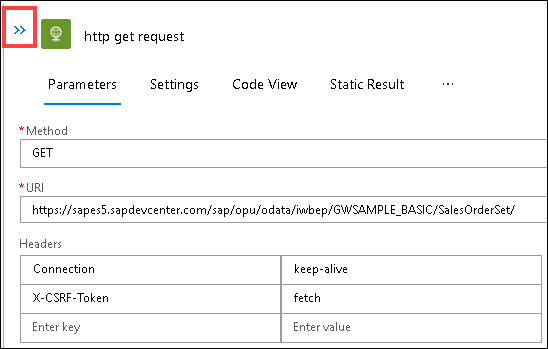 http get request
Parameters Settings Code View Static Result ...
* Method
GET
* URI
https://sapes5.sapdevcenter.com/sap/opu/odata/iwbep/GWSAMPLE_BASIC/SalesOrderSet/
Headers
Connection keep-alive
X-CSRF-Token fetch
Enter key Enter value